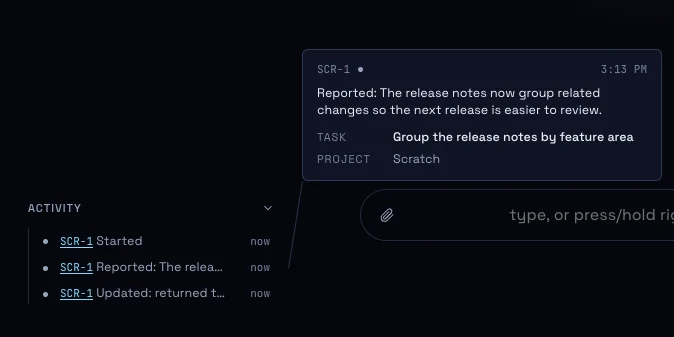 SCR-1 3:13 PM
Reported: The release notes now group related
changes so the next release is easier to review.
TASK Group the release notes by feature area
PROJECT Scratch
ACTIVITY
SCR-1 Started now
SCR-1 Reported: The relea… now
SCR-1 Updated: returned t… now
type, or press/hold rig